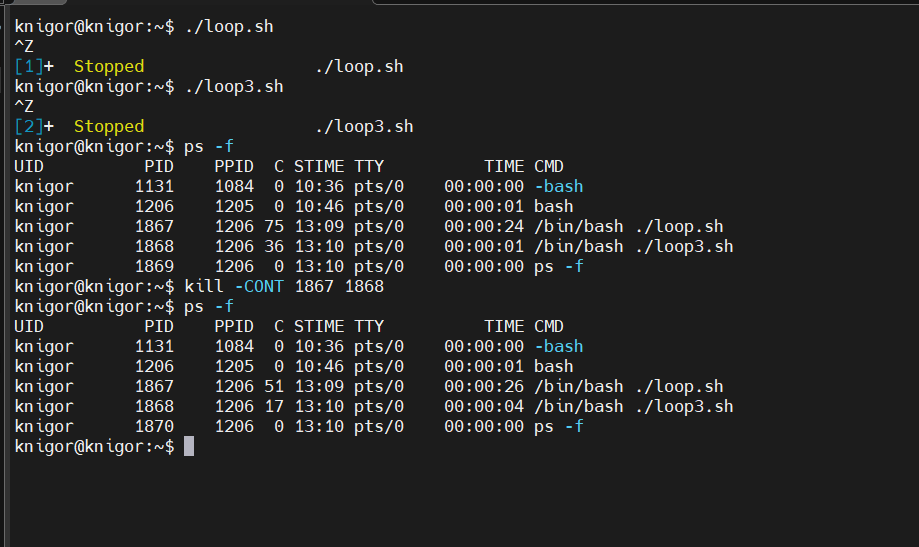 knigor@knigor:~$ ./loop.sh
^Z
[1]+  Stopped                 ./loop.sh
knigor@knigor:~$ ./loop3.sh
^Z
[2]+  Stopped                 ./loop3.sh
knigor@knigor:~$ ps -f
UID          PID    PPID  C STIME TTY          TIME CMD
knigor      1131    1084  0 10:36 pts/0    00:00:00 -bash
knigor      1206    1205  0 10:46 pts/0    00:00:01 bash
knigor      1867    1206 75 13:09 pts/0    00:00:24 /bin/bash ./loop.sh
knigor      1868    1206 36 13:10 pts/0    00:00:01 /bin/bash ./loop3.sh
knigor      1869    1206  0 13:10 pts/0    00:00:00 ps -f
knigor@knigor:~$ kill -CONT 1867 1868
knigor@knigor:~$ ps -f
UID          PID    PPID  C STIME TTY          TIME CMD
knigor      1131    1084  0 10:36 pts/0    00:00:00 -bash
knigor      1206    1205  0 10:46 pts/0    00:00:01 bash
knigor      1867    1206 51 13:09 pts/0    00:00:26 /bin/bash ./loop.sh
knigor      1868    1206 17 13:10 pts/0    00:00:04 /bin/bash ./loop3.sh
knigor      1870    1206  0 13:10 pts/0    00:00:00 ps -f
knigor@knigor:~$